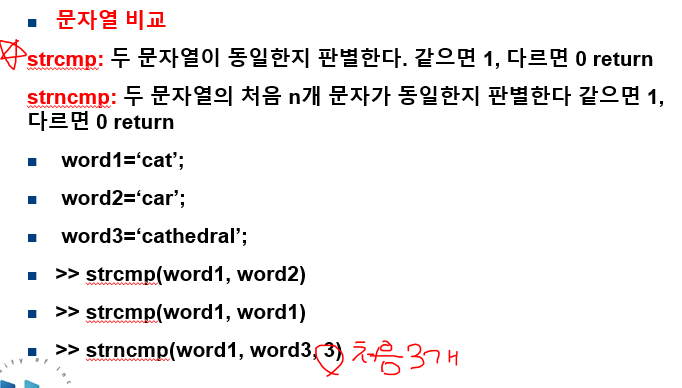 문자열 비교
strcmp: 두 문자열이 동일한지 판별한다. 같으면 1, 다르면 0 return
strncmp: 두 문자열의 처음 n개 문자가 동일한지 판별한다 같으면 1,
다르면 0 return
word1=‘cat’;
word2=‘car’;
word3=‘cathedral’;
>> strcmp(word1, word2)
>> strcmp(word1, word1)
>> strncmp(word1, word3, 3) 처음 3개